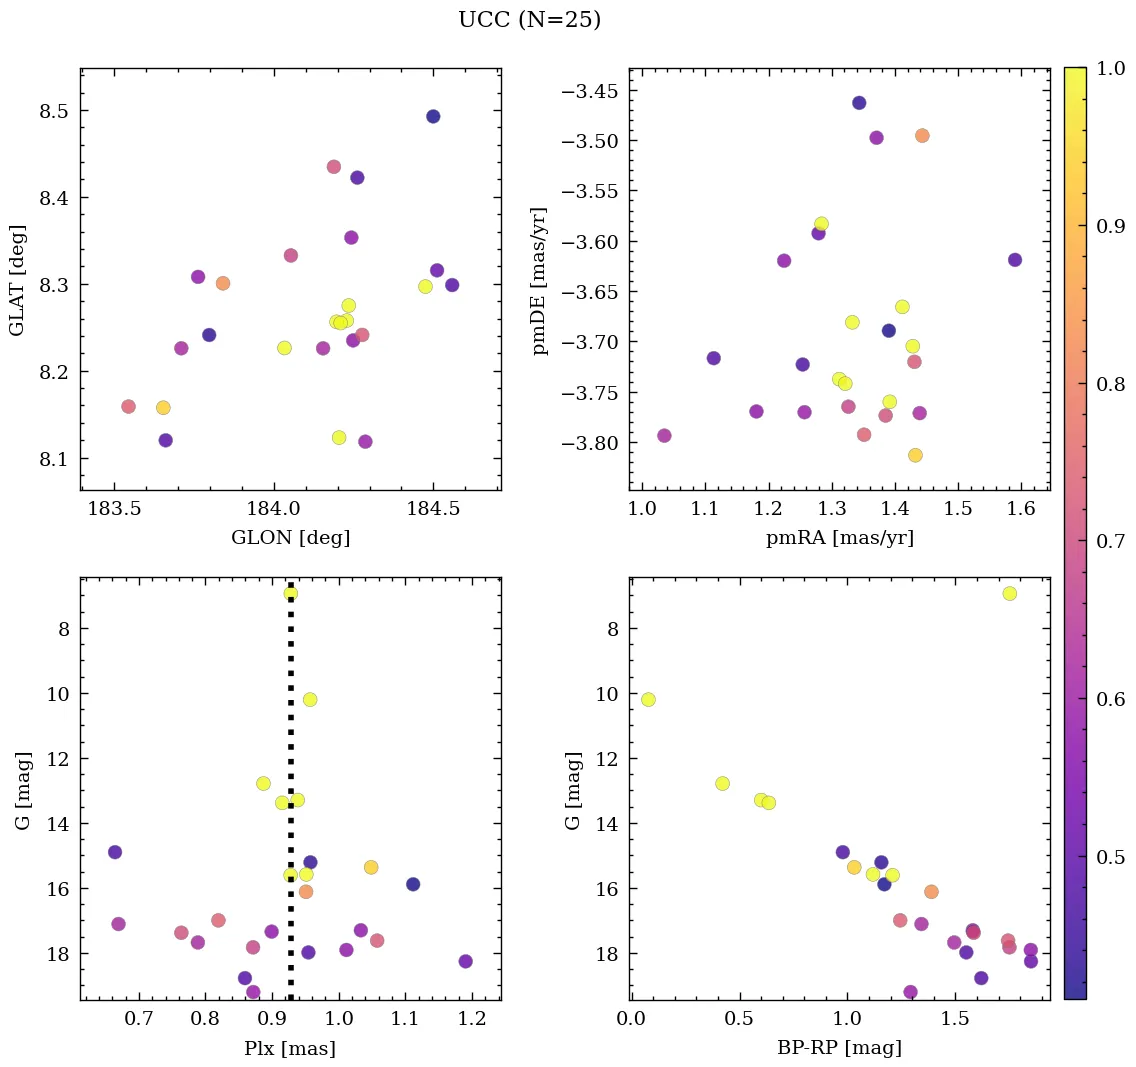 UCC (N=25)
8.5
8.4
8.3
8.2
8.1
GLAT [deg]
183.5 184.0 184.5
GLON [deg]
−3.45
−3.50
−3.55
−3.60
−3.65
−3.70
−3.75
−3.80
pmDE [mas/yr]
1.0 1.1 1.2 1.3 1.4 1.5 1.6
pmRA [mas/yr]
8
10
12
14
16
18
G [mag]
0.7 0.8 0.9 1.0 1.1 1.2
Plx [mas]
8
10
12
14
16
18
G [mag]
0.0 0.5 1.0 1.5
BP-RP [mag]
1.0
0.9
0.8
0.7
0.6
0.5